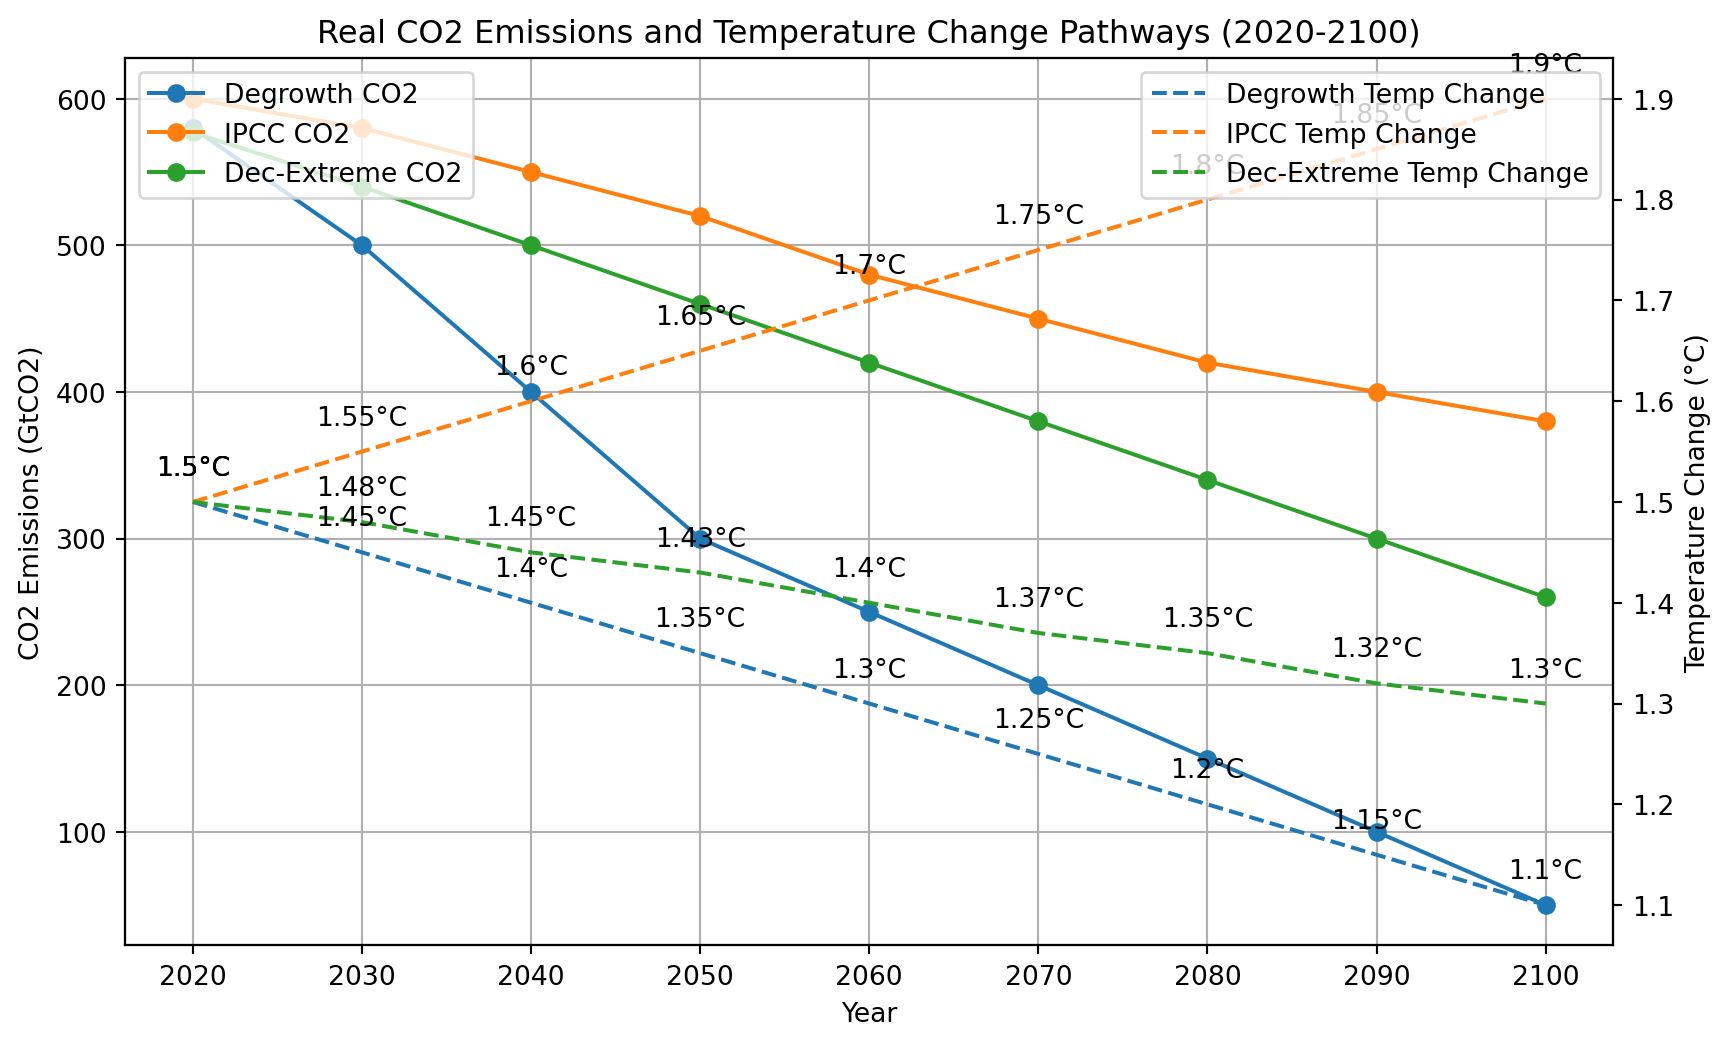 Real CO2 Emissions and Temperature Change Pathways (2020-2100)
Degrowth CO2
IPCC CO2
Dec-Extreme CO2
Degrowth Temp Change
IPCC Temp Change
Dec-Extreme Temp Change
CO2 Emissions (GtCO2)
600
500
400
300
200
100
1.9°C
1.85°C
1.8°C
1.75°C
1.7°C
1.65°C
1.6°C
1.55°C
1.5°C
1.48°C
1.45°C
1.45°C
1.43°C
1.4°C
1.4°C
1.37°C
1.35°C
1.35°C
1.32°C
1.3°C
1.3°C
1.25°C
1.2°C
1.15°C
1.1°C
1.9
1.8
1.7
1.6
1.5
1.4
1.3
1.2
1.1
Temperature Change (°C)
2020 2030 2040 2050 2060 2070 2080 2090 2100
Year